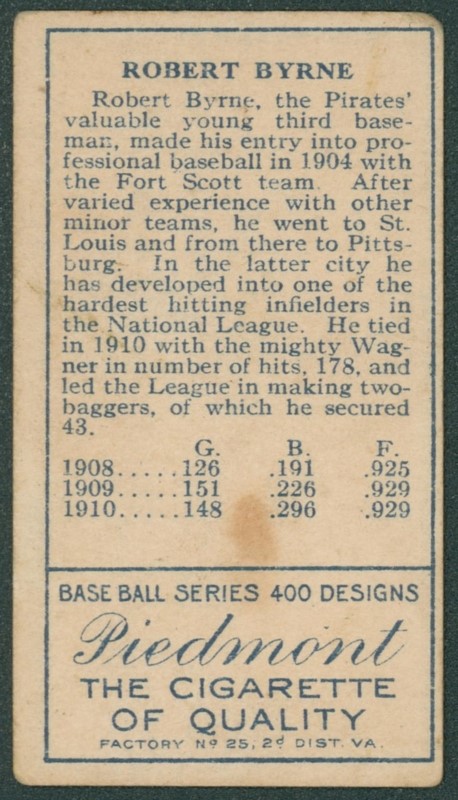 ROBERT BYRNE
Robert Byrne, the Pirates'
valuable young third base-
man, made his entry into pro-
fessional baseball in 1904 with
the Fort Scott team. After
varied experience with other
minor teams, he went to St.
Louis and from there to Pitts-
burg. In the latter city he
has developed into one of the
hardest hitting infielders in
the National League. He tied
in 1910 with the mighty Wag-
ner in number of hits, 178, and
led the League in making two-
baggers, of which he secured
43.
G. B. F.
1908.....126 .191 .925
1909.....151 .226 .929
1910.....148 .296 .929
BASE BALL SERIES 400 DESIGNS
Piedmont
THE CIGARETTE
OF QUALITY
FACTORY Nº 25, 2d DIST. VA.